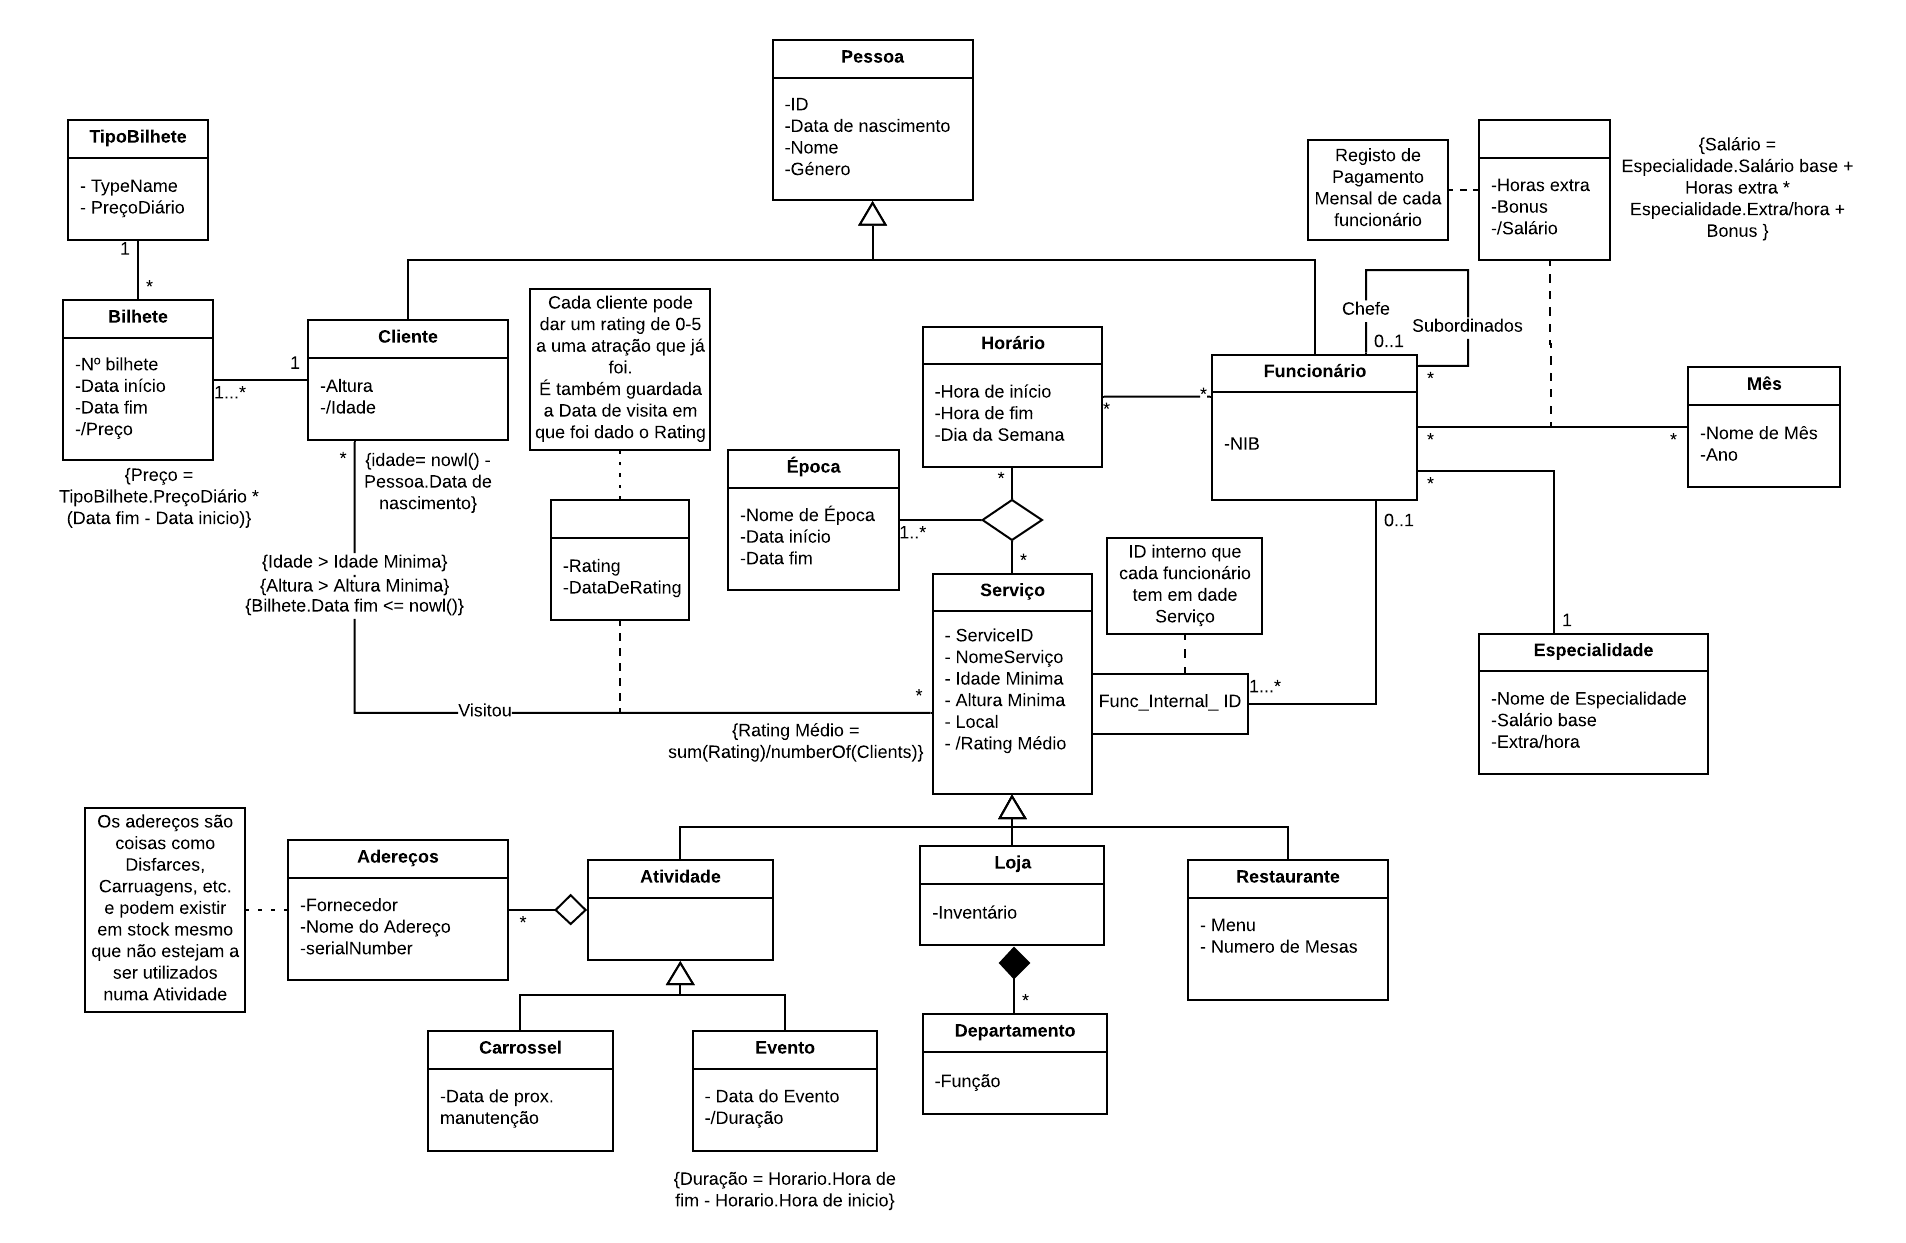 Pessoa
-ID
-Data de nascimento
-Nome
-Género
TipoBilhete
- TypeName
- PreçoDiário
1
*
Bilhete
-Nº bilhete
-Data início
-Data fim
-/Preço
{Preço =
TipoBilhete.PreçoDiário *
(Data fim - Data inicio)}
1...*
1
Cliente
-Altura
-/Idade
*
{idade= nowl() -
Pessoa.Data de
nascimento}
{Idade > Idade Minima}
{Altura > Altura Minima}
{Bilhete.Data fim <= nowl()}
Visitou
*
Cada cliente pode
dar um rating de 0-5
a uma atração que já
foi.
É também guardada
a Data de visita em
que foi dado o Rating
-Rating
-DataDeRating
{Rating Médio =
sum(Rating)/numberOf(Clients)}
Época
-Nome de Época
-Data início
-Data fim
1..*
Horário
-Hora de início
-Hora de fim
-Dia da Semana
*
*
*
*
Serviço
- ServiceID
- NomeServiço
- Idade Minima
- Altura Minima
- Local
- /Rating Médio
ID interno que
cada funcionário
tem em dade
Serviço
Func_Internal_ ID
1...*
0..1
Funcionário
-NIB
Chefe
0..1
Subordinados
*
Registo de
Pagamento
Mensal de cada
funcionário
-Horas extra
-Bonus
-/Salário
{Salário =
Especialidade.Salário base +
Horas extra *
Especialidade.Extra/hora +
Bonus }
*
*
Mês
-Nome de Mês
-Ano
*
1
Especialidade
-Nome de Especialidade
-Salário base
-Extra/hora
Os adereços são
coisas como
Disfarces,
Carruagens, etc.
e podem existir
em stock mesmo
que não estejam a
ser utilizados
numa Atividade
Adereços
-Fornecedor
-Nome do Adereço
-serialNumber
*
Atividade
Loja
-Inventário
Restaurante
- Menu
- Numero de Mesas
*
Departamento
-Função
Carrossel
-Data de prox.
manutenção
Evento
- Data do Evento
-/Duração
{Duração = Horario.Hora de
fim - Horario.Hora de inicio}